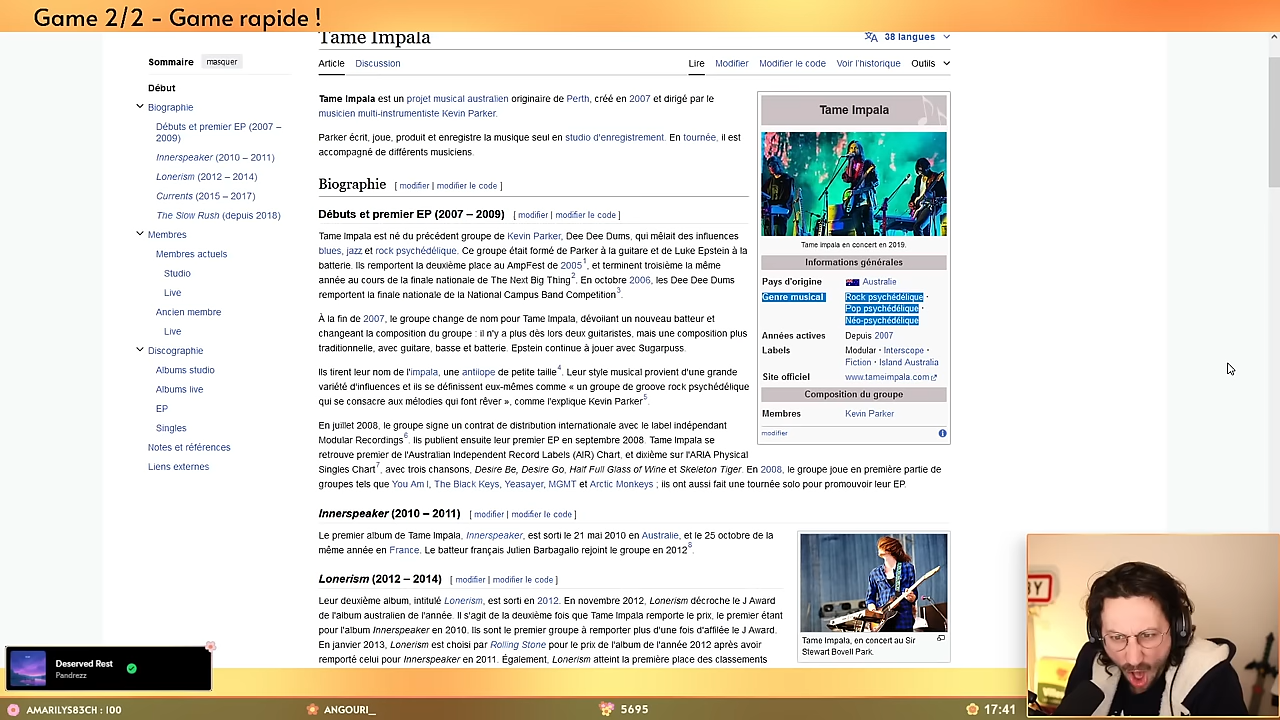 Game 2/2 - Game rapide !
Tame Impala
38 langues
Sommaire masquer
Article Discussion Lire Modifier Modifier le code Voir l'historique Outils
Début
Biographie
Débuts et premier EP (2007 –
2009)
Innerspeaker (2010 – 2011)
Lonerism (2012 – 2014)
Currents (2015 – 2017)
The Slow Rush (depuis 2018)
Membres
Membres actuels
Studio
Live
Ancien membre
Live
Discographie
Albums studio
Albums live
EP
Singles
Notes et références
Liens externes
Tame Impala est un projet musical australien originaire de Perth, créé en 2007 et dirigé par le
musicien multi-instrumentiste Kevin Parker.
Parker écrit, joue, produit et enregistre la musique seul en studio d'enregistrement. En tournée, il est
accompagné de différents musiciens.
Biographie [ modifier | modifier le code ]
Débuts et premier EP (2007 – 2009) [ modifier | modifier le code ]
Tame Impala est né du précédent groupe de Kevin Parker, Dee Dee Dums, qui mêlait des influences
blues, jazz et rock psychédélique. Ce groupe était formé de Parker à la guitare et de Luke Epstein à la
batterie. Ils remportent la deuxième place au AmpFest de 2005¹, et terminent troisième la même
année au cours de la finale nationale de The Next Big Thing². En octobre 2006, les Dee Dee Dums
remportent la finale nationale de la National Campus Band Competition³.
À la fin de 2007, le groupe change de nom pour Tame Impala, dévoilant un nouveau batteur et
changeant la composition du groupe : il n'y a plus dès lors deux guitaristes, mais une composition plus
traditionnelle, avec guitare, basse et batterie. Epstein continue à jouer avec Sugarpuss.
Ils tirent leur nom de l'impala, une antilope de petite taille⁴. Leur style musical provient d'une grande
variété d'influences et ils se définissent eux-mêmes comme « un groupe de groove rock psychédélique
qui se consacre aux mélodies qui font rêver », comme l'explique Kevin Parker⁵.
En juillet 2008, le groupe signe un contrat de distribution internationale avec le label indépendant
Modular Recordings⁶. Ils publient ensuite leur premier EP en septembre 2008. Tame Impala se
retrouve premier de l'Australian Independent Record Labels (AIR) Chart, et dixième sur l'ARIA Physical
Singles Chart⁷, avec trois chansons, Desire Be, Desire Go, Half Full Glass of Wine et Skeleton Tiger. En 2008, le groupe joue en première partie de
groupes tels que You Am I, The Black Keys, Yeasayer, MGMT et Arctic Monkeys ; ils ont aussi fait une tournée solo pour promouvoir leur EP.
Innerspeaker (2010 – 2011) [ modifier | modifier le code ]
Le premier album de Tame Impala, Innerspeaker, est sorti le 21 mai 2010 en Australie, et le 25 octobre de la
même année en France. Le batteur français Julien Barbagallo rejoint le groupe en 2012⁸.
Lonerism (2012 – 2014) [ modifier | modifier le code ]
Leur deuxième album, intitulé Lonerism, est sorti en 2012. En novembre 2012, Lonerism décroche le J Award
de l'album australien de l'année. Il s'agit de la deuxième fois que Tame Impala remporte le prix, le premier étant
pour l'album Innerspeaker en 2010. Ils sont le premier groupe à remporter plus d'une fois d'affilée le J Award.
En janvier 2013, Lonerism est choisi par Rolling Stone pour le prix de l'album de l'année 2012 après avoir
remporté celui pour Innerspeaker en 2011. Également, Lonerism atteint la première place des classements
Tame Impala
Tame Impala en concert en 2019.
Informations générales
Pays d'origine Australie
Genre musical Rock psychédélique ·
Pop psychédélique ·
Néo-psychédélique
Années actives Depuis 2007
Labels Modular · Interscope ·
Fiction · Island Australia
Site officiel www.tameimpala.com
Composition du groupe
Membres Kevin Parker
modifier
Tame Impala, en concert au Sir
Stewart Bovell Park.
Deserved Rest
Pandrezz
AMARILYS83CH : 100 ANGOURI_ 5695 17:41